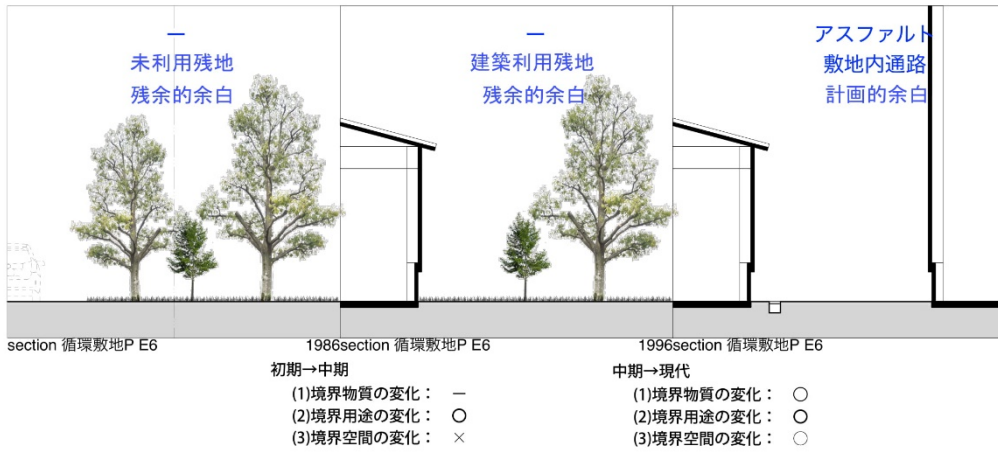 —
未利用残地
残余的余白
—
建築利用残地
残余的余白
アスファルト
敷地内通路
計画的余白
section 循環敷地P E6
1986section 循環敷地P E6
1996section 循環敷地P E6
初期→中期
(1)境界物質の変化： —
(2)境界用途の変化： ○
(3)境界空間の変化： ×
中期→現代
(1)境界物質の変化： ○
(2)境界用途の変化： ○
(3)境界空間の変化： ○